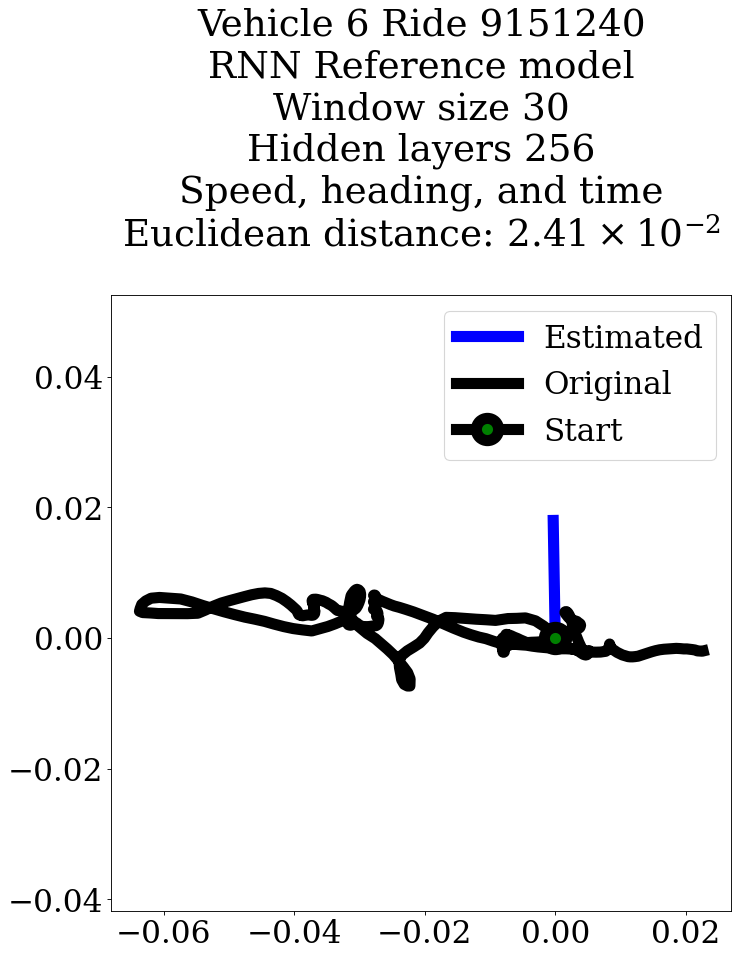 Vehicle 6 Ride 9151240
RNN Reference model
Window size 30
Hidden layers 256
Speed, heading, and time
Euclidean distance: 2.41 × 10⁻²
Estimated
Original
Start
0.04
0.02
0.00
−0.02
−0.04
−0.06 −0.04 −0.02 0.00 0.02